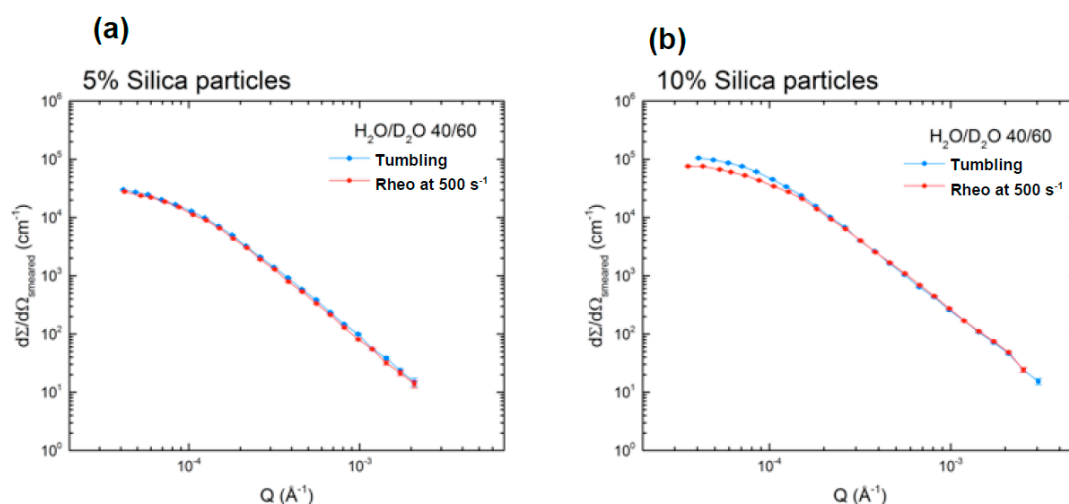 (a)
5% Silica particles
H₂O/D₂O 40/60
Tumbling
Rheo at 500 s⁻¹
10⁶
10⁵
10⁴
10³
10²
10¹
10⁰
dΣ/dΩsmeared (cm⁻¹)
10⁻⁴
10⁻³
Q (Å⁻¹)
(b)
10% Silica particles
H₂O/D₂O 40/60
Tumbling
Rheo at 500 s⁻¹
10⁶
10⁵
10⁴
10³
10²
10¹
10⁰
dΣ/dΩsmeared (cm⁻¹)
10⁻⁴
10⁻³
Q (Å⁻¹)